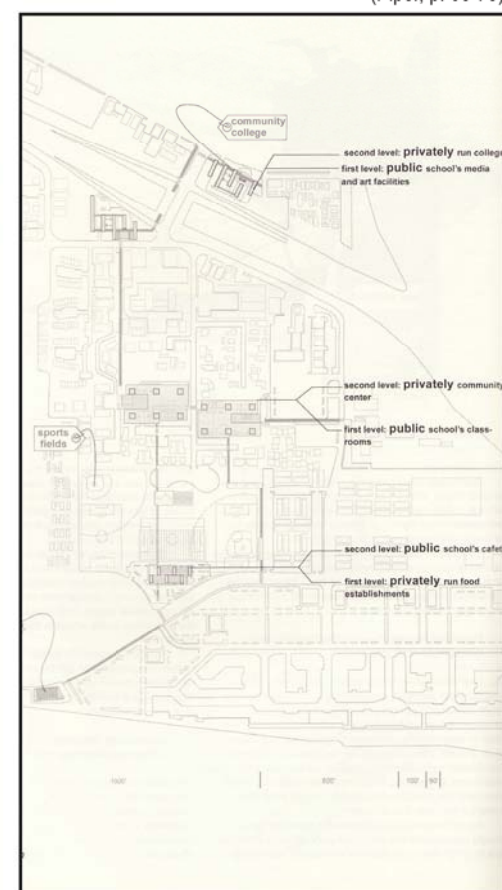 community
college
second level: privately run college
first level: public school's media
and art facilities
second level: privately community
center
first level: public school's class-
rooms
sports
fields
second level: public school's cafet
first level: privately run food
establishments
800'
100'